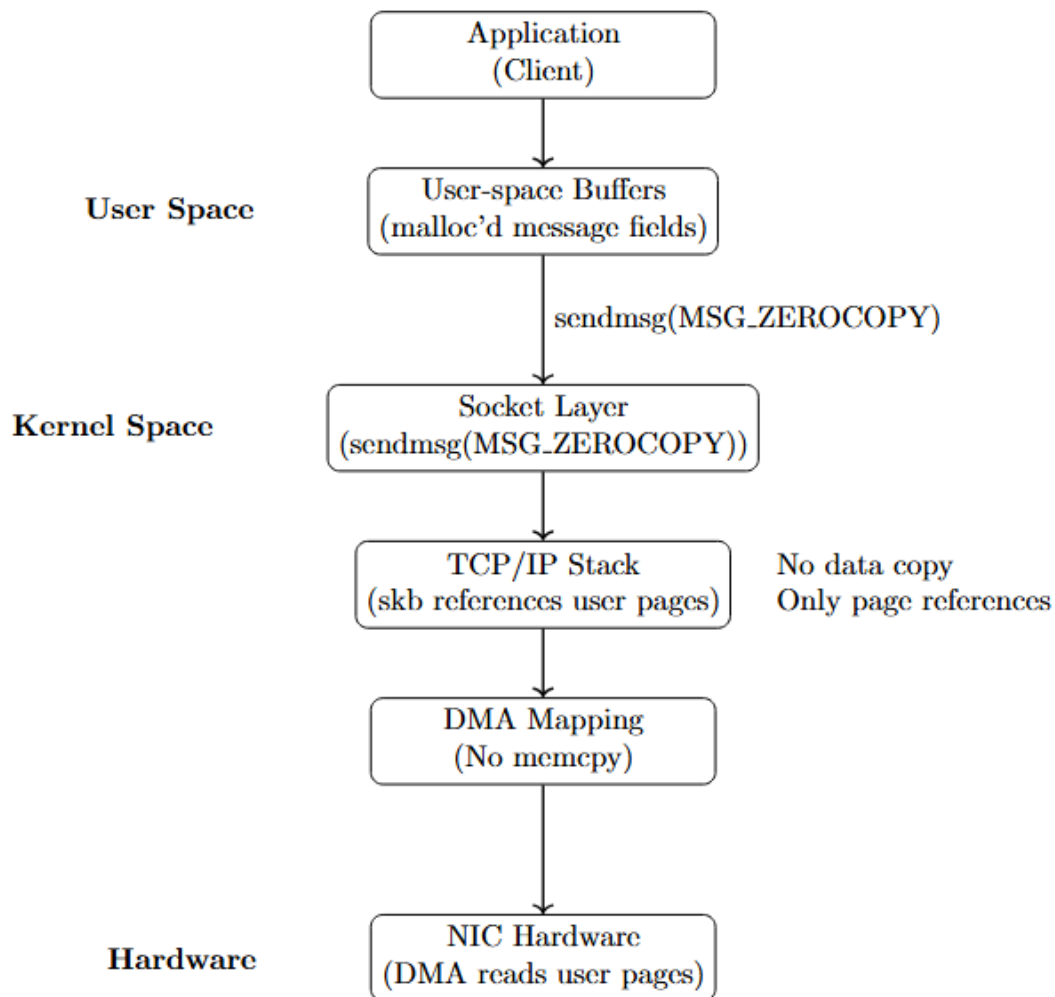 Application
(Client)
User Space
User-space Buffers
(malloc'd message fields)
sendmsg(MSG_ZEROCOPY)
Kernel Space
Socket Layer
(sendmsg(MSG_ZEROCOPY))
TCP/IP Stack
(skb references user pages)
No data copy
Only page references
DMA Mapping
(No memcpy)
Hardware
NIC Hardware
(DMA reads user pages)